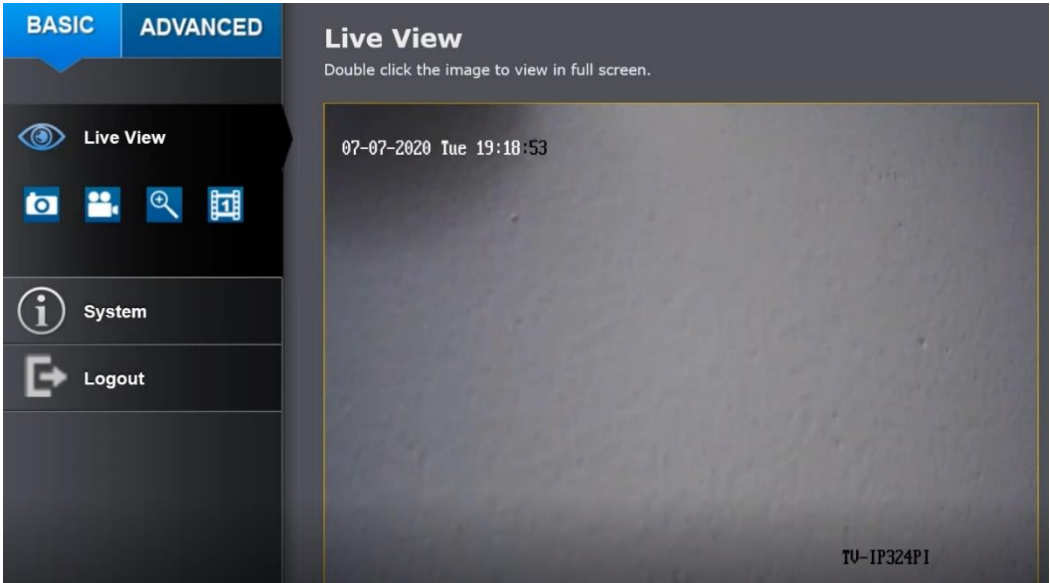 BASIC
ADVANCED
Live View
Double click the image to view in full screen.
Live View
07-07-2020 Tue 19:18:53
1
System
Logout
TV-IP324PI